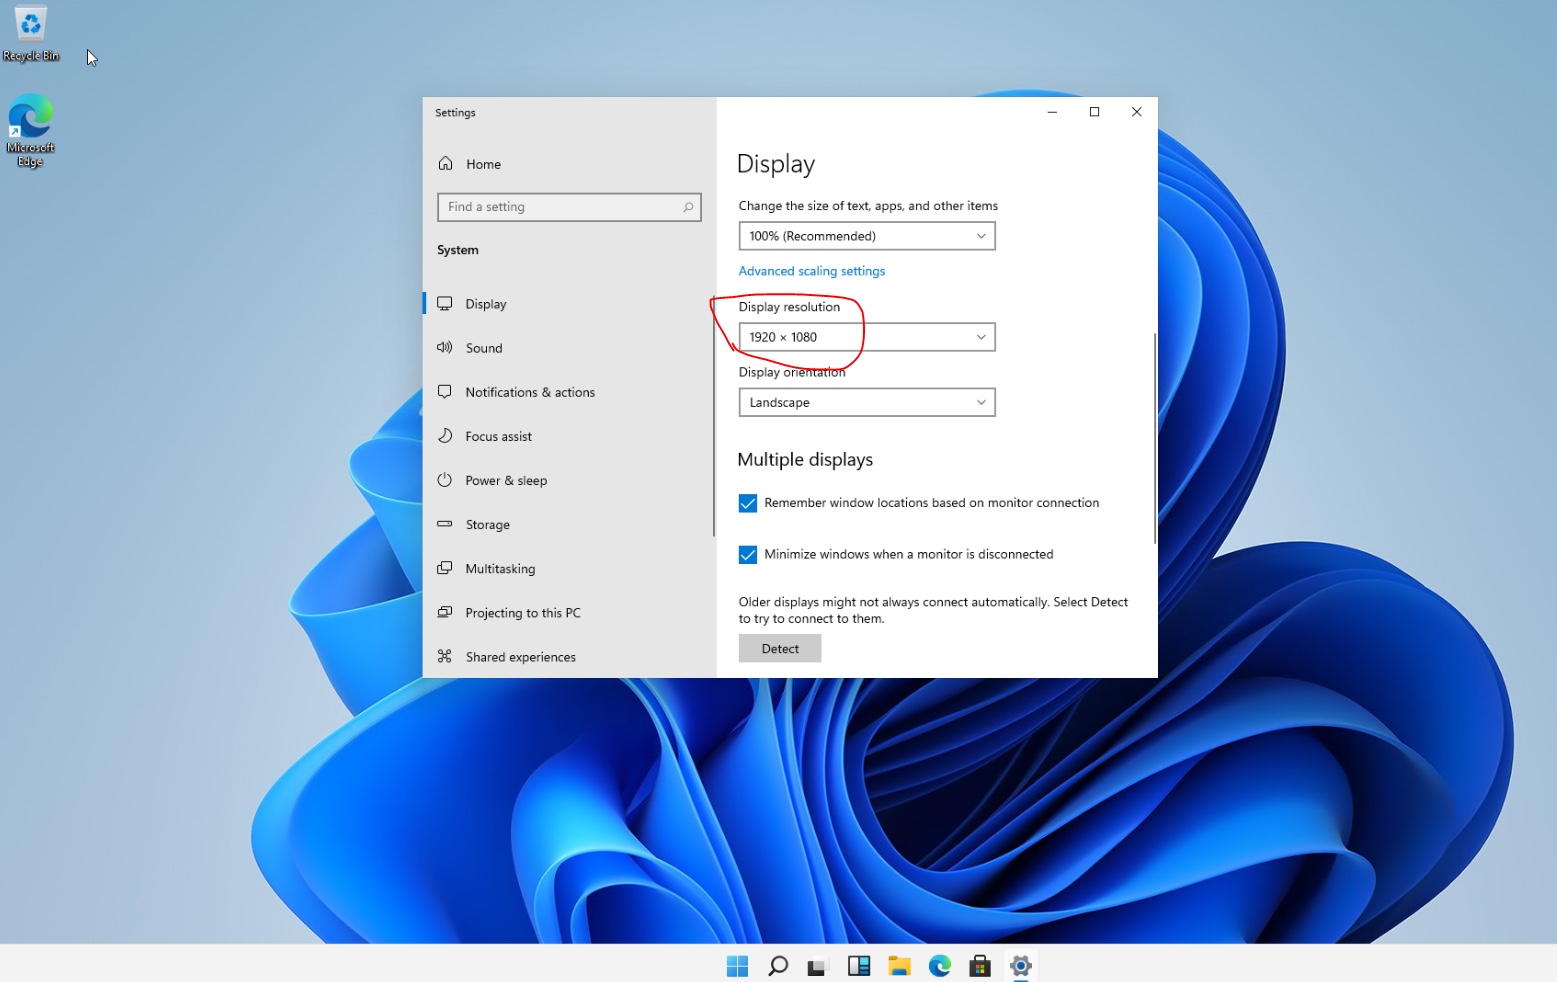 Recycle Bin
Microsoft
Edge
Settings
Home
Find a setting
System
Display
Sound
Notifications & actions
Focus assist
Power & sleep
Storage
Multitasking
Projecting to this PC
Shared experiences
Display
Change the size of text, apps, and other items
100% (Recommended)
Advanced scaling settings
Display resolution
1920 × 1080
Display orientation
Landscape
Multiple displays
Remember window locations based on monitor connection
Minimize windows when a monitor is disconnected
Older displays might not always connect automatically. Select Detect
to try to connect to them.
Detect